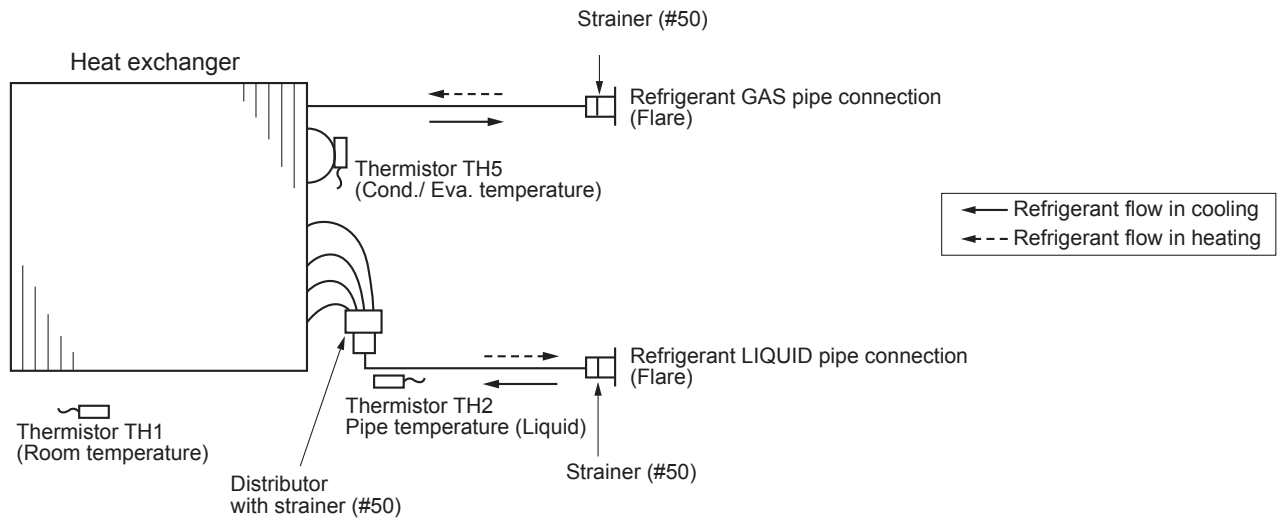 Strainer (#50)
Heat exchanger
Refrigerant GAS pipe connection
(Flare)
Thermistor TH5
(Cond./ Eva. temperature)
Refrigerant flow in cooling
Refrigerant flow in heating
Refrigerant LIQUID pipe connection
(Flare)
Thermistor TH2
Pipe temperature (Liquid)
Thermistor TH1
(Room temperature)
Strainer (#50)
Distributor
with strainer (#50)